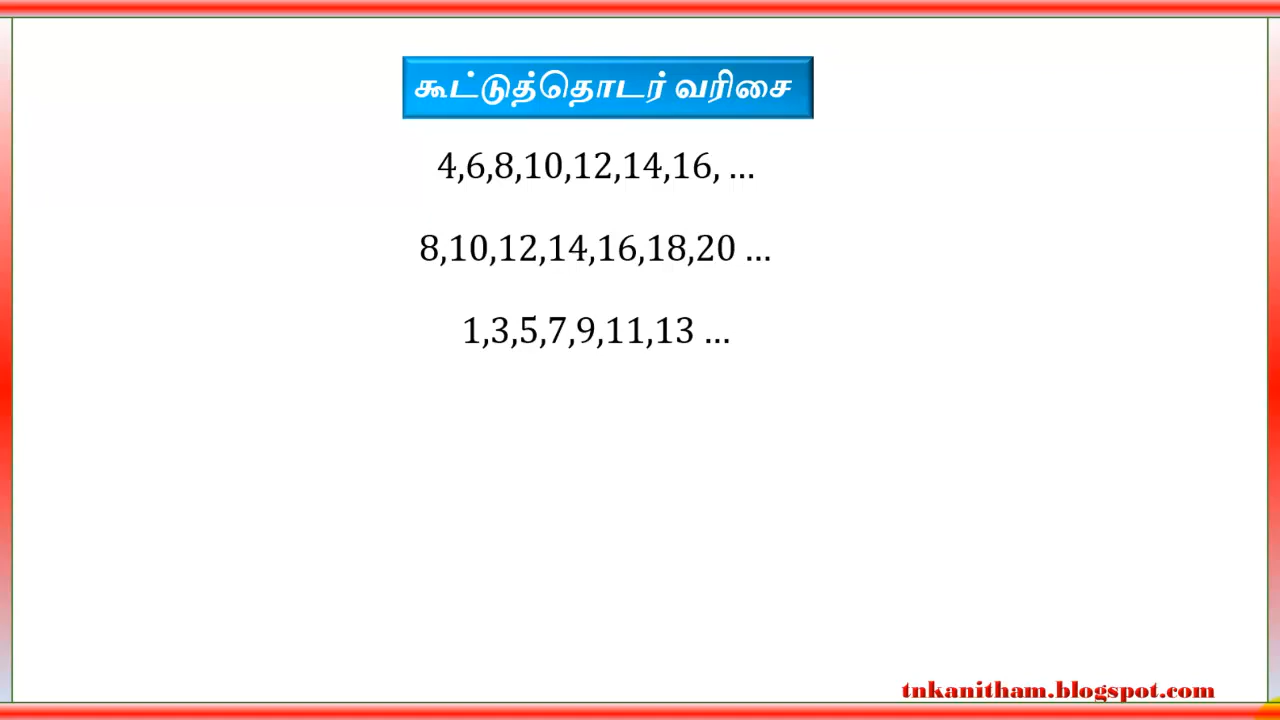 கூட்டுத்தொடர் வரிசை
4,6,8,10,12,14,16, ...
8,10,12,14,16,18,20 ...
1,3,5,7,9,11,13 ...
tnkanitham.blogspot.com